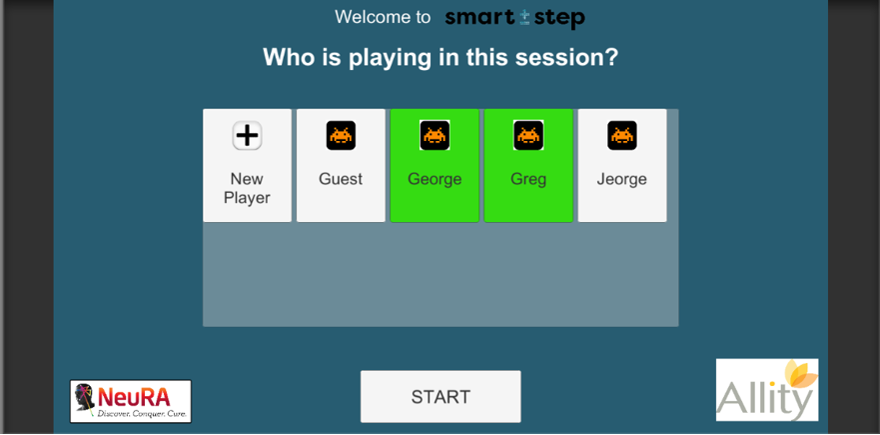 Welcome to smart±step
Who is playing in this session?
New
Player
Guest
George
Greg
Jeorge
START
NeuRA
Discover. Conquer. Cure.
Allity